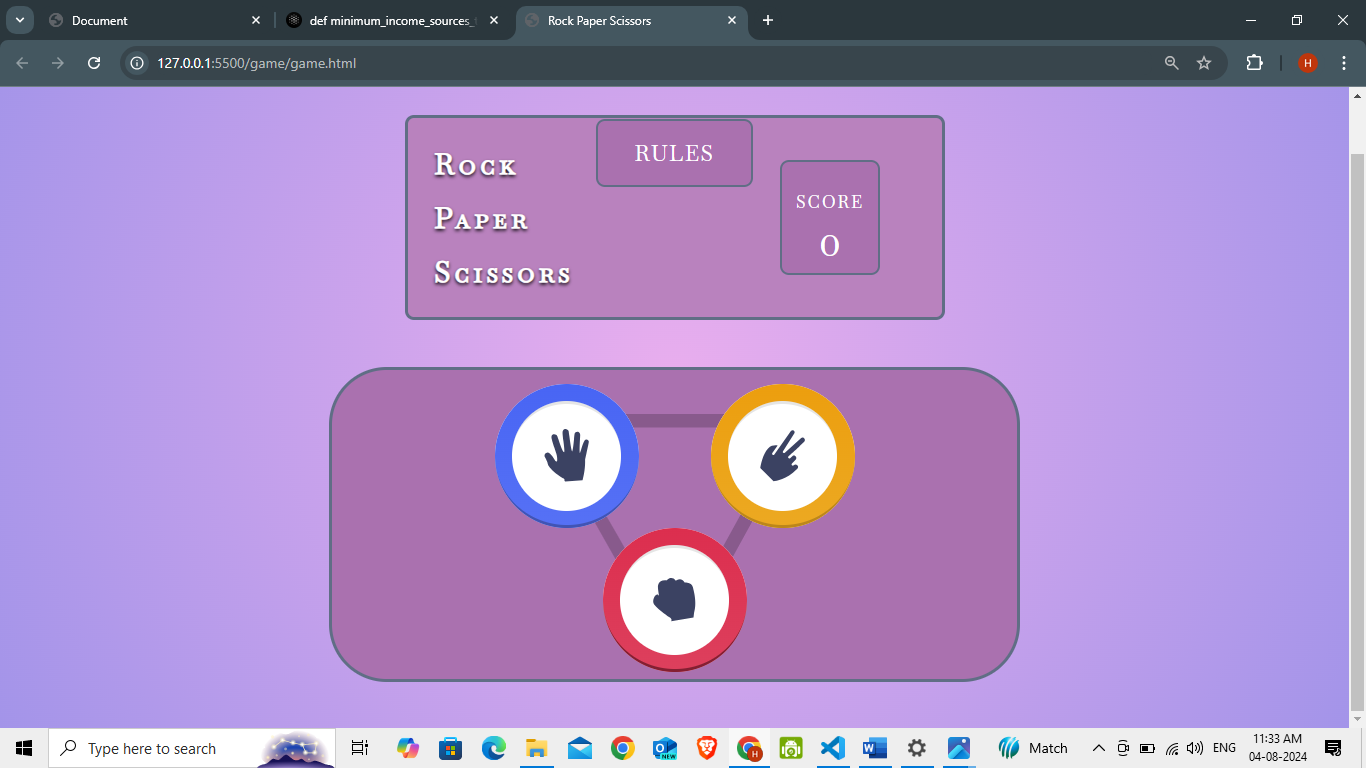 Document
def minimum_income_sources_
Rock Paper Scissors
127.0.0.1:5500/game/game.html
H
Rock
Paper
Scissors
RULES
SCORE
0
Type here to search
NEW
H
Match
ENG
11:33 AM
04-08-2024